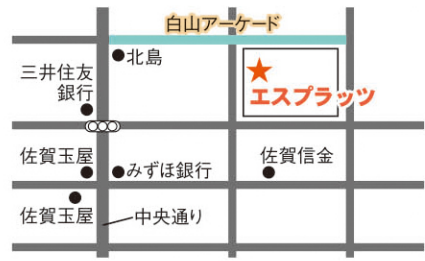 白山アーケード
北島
三井住友
銀行
エスプラッツ
佐賀玉屋
みずほ銀行
佐賀信金
佐賀玉屋
中央通り